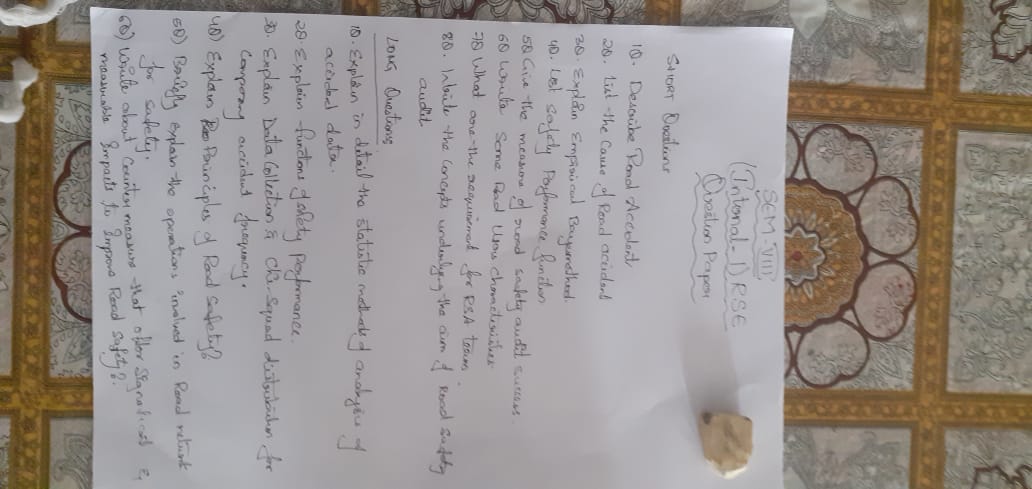 SEM-VIII
(Internal-1) RSE
Question Paper
SHORT Questions
1Q. Describe Road Accident
2Q. List the Cause of Road accident
3Q. Explain Empirical Bayesmethod.
4Q. List Safety Performance function
5Q Give the measure of road safety audit success.
6Q Write Some Road Users characteristics
7Q What are the requirement for RSA teams
8Q. Write the Concepts underlying the aim of Road Safety
audit
LONG Questions
1Q. Explain in detail the statistic methods of analysis of
accident data.
2Q Explain functions of safety performance.
3Q. Explain Data Collection & Chi-Squad distribution for
Comparing accident frequency.
4Q) Explain Principles of Road Safety?
5Q) Briefly explain the operations involved in Road network
for safety.
6Q) Write about Counter measure that offer Significant &
measurable Impacts to Improve Road Safety?